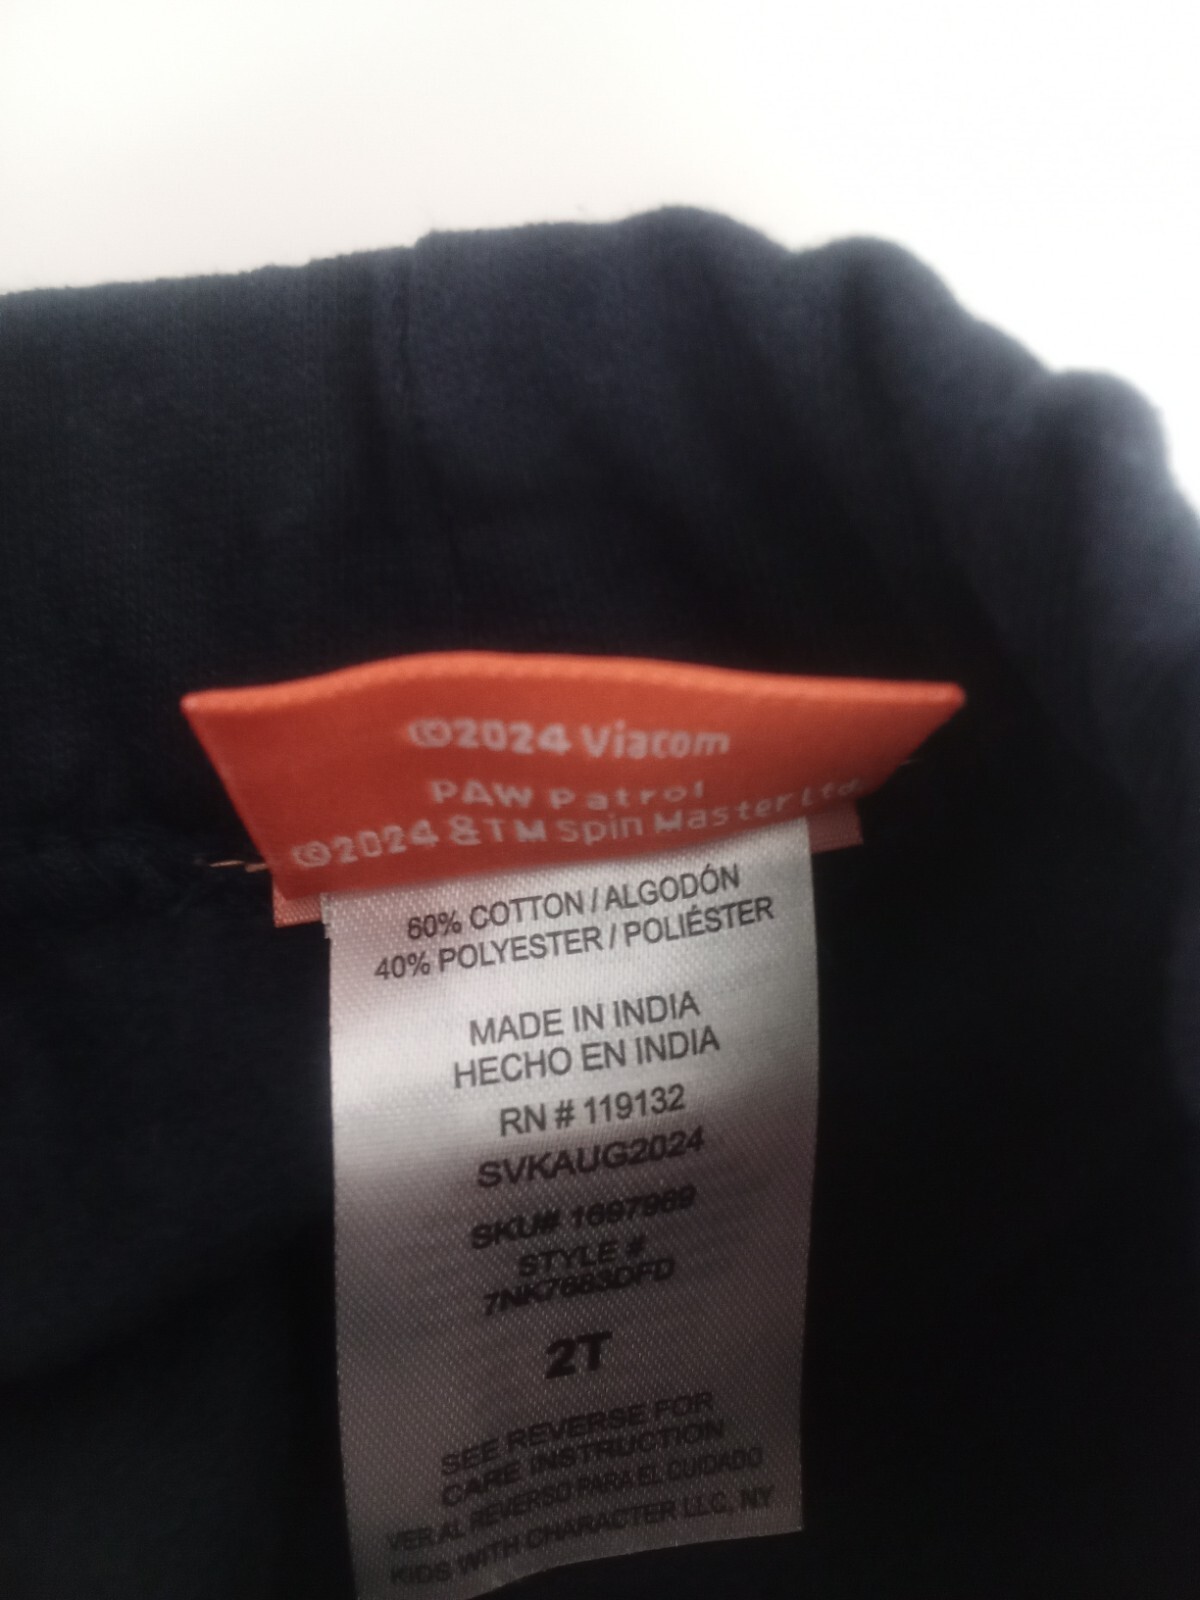 ©2024 Viacom
PAW Patrol
©2024 & TM Spin Master Ltd.
60% COTTON / ALGODÓN
40% POLYESTER / POLIÉSTER
MADE IN INDIA
HECHO EN INDIA
RN # 119132
SVKAUG2024
SKU# 1697989
STYLE #
7NK7883DFD
2T
SEE REVERSE FOR
CARE INSTRUCTION
VER AL REVERSO PARA EL CUIDADO
KIDS WITH CHARACTER LLC, NY